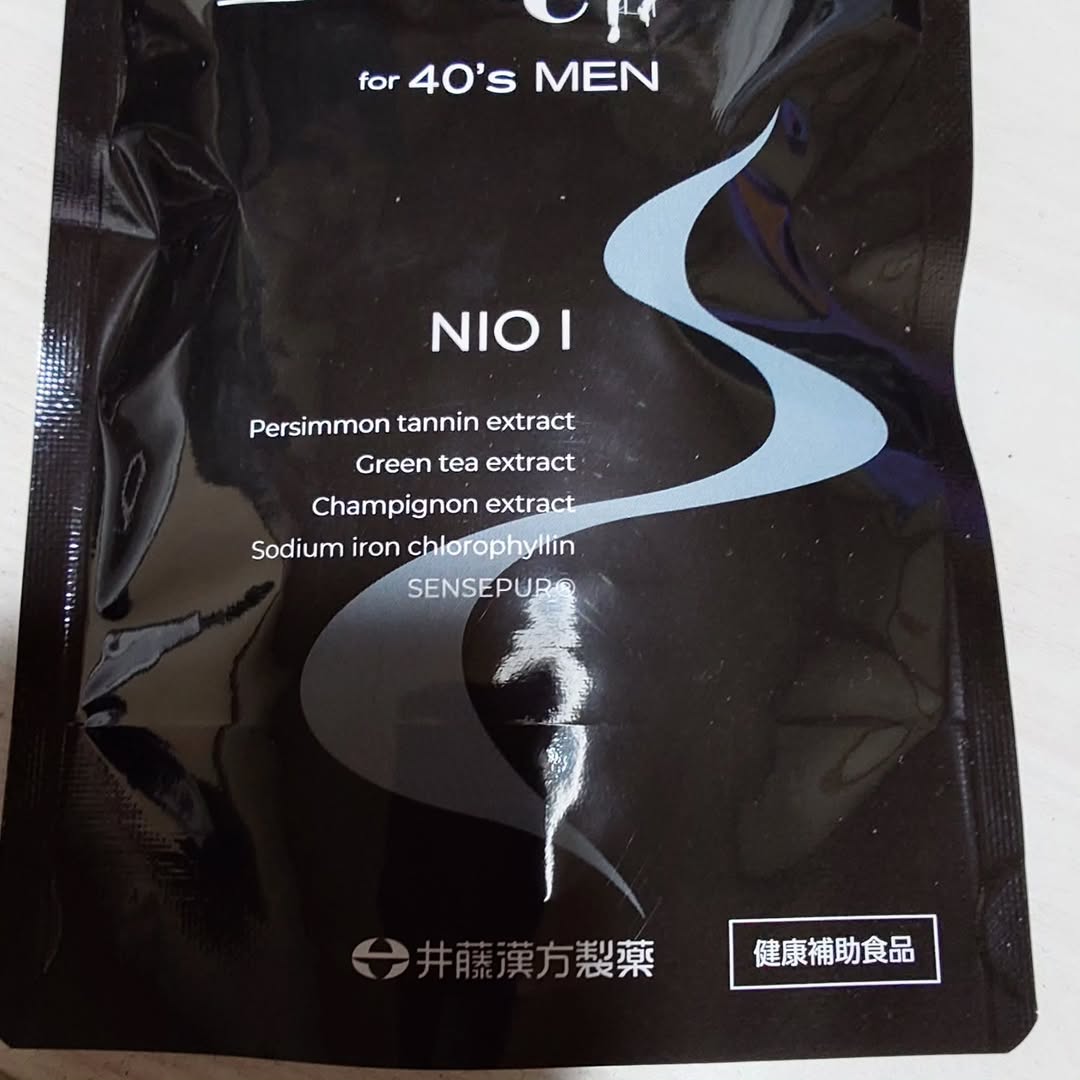 for 40's MEN
NIO I
Persimmon tannin extract
Green tea extract
Champignon extract
Sodium iron chlorophyllin
SENSEPUR®
井藤漢方製薬
健康補助食品